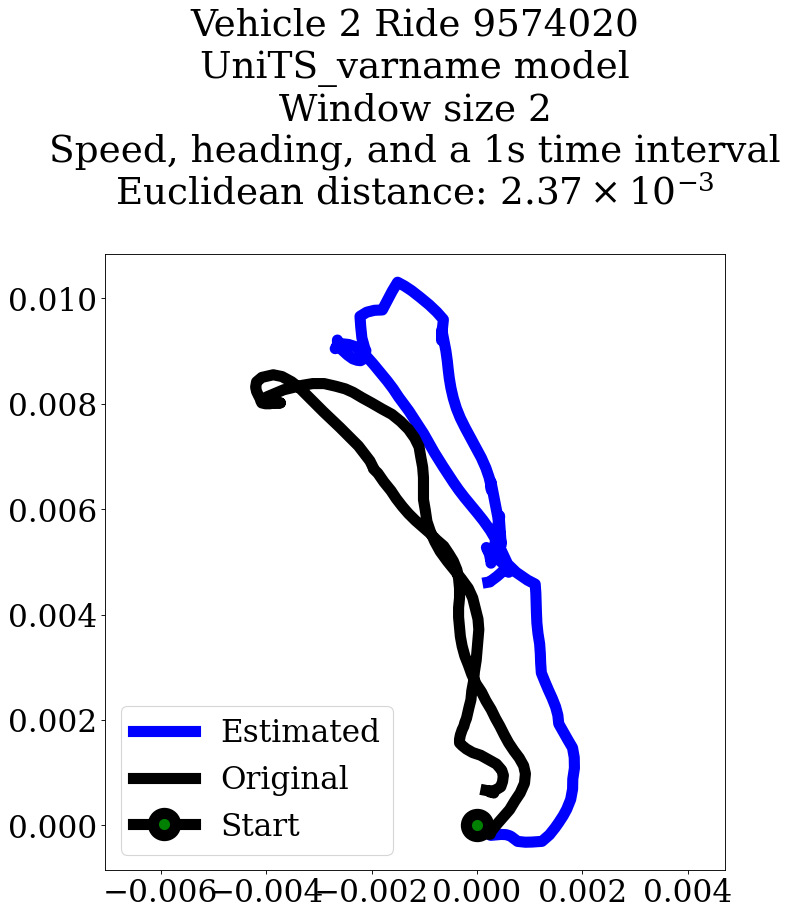 Vehicle 2 Ride 9574020
UniTS_varname model
Window size 2
Speed, heading, and a 1s time interval
Euclidean distance: 2.37 × 10⁻³
0.010
0.008
0.006
0.004
0.002
0.000
Estimated
Original
Start
−0.006 −0.004 −0.002 0.000 0.002 0.004